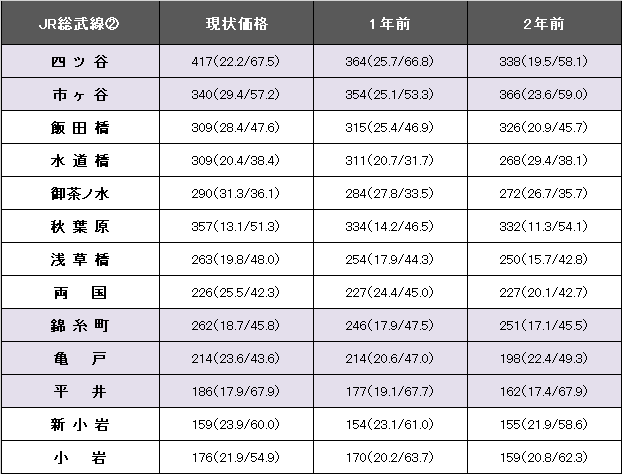 JR総武線② 現状価格 1年前 2年前
四ツ谷 417(22.2/67.5) 364(25.7/66.8) 338(19.5/58.1)
市ヶ谷 340(29.4/57.2) 354(25.1/53.3) 366(23.6/59.0)
飯田橋 309(28.4/47.6) 315(25.4/46.9) 326(20.9/45.7)
水道橋 309(20.4/38.4) 311(20.7/31.7) 268(29.4/38.1)
御茶ノ水 290(31.3/36.1) 284(27.8/33.5) 272(26.7/35.7)
秋葉原 357(13.1/51.3) 334(14.2/46.5) 332(11.3/54.1)
浅草橋 263(19.8/48.0) 254(17.9/44.3) 250(15.7/42.8)
両国 226(25.5/42.3) 227(24.4/45.0) 227(20.1/42.7)
錦糸町 262(18.7/45.8) 246(17.9/47.5) 251(17.1/45.5)
亀戸 214(23.6/43.6) 214(20.6/47.0) 198(22.4/49.3)
平井 186(17.9/67.9) 177(19.1/67.7) 162(17.4/67.9)
新小岩 159(23.9/60.0) 154(23.1/61.0) 155(21.9/58.6)
小岩 176(21.9/54.9) 170(20.2/63.7) 159(20.8/62.3)